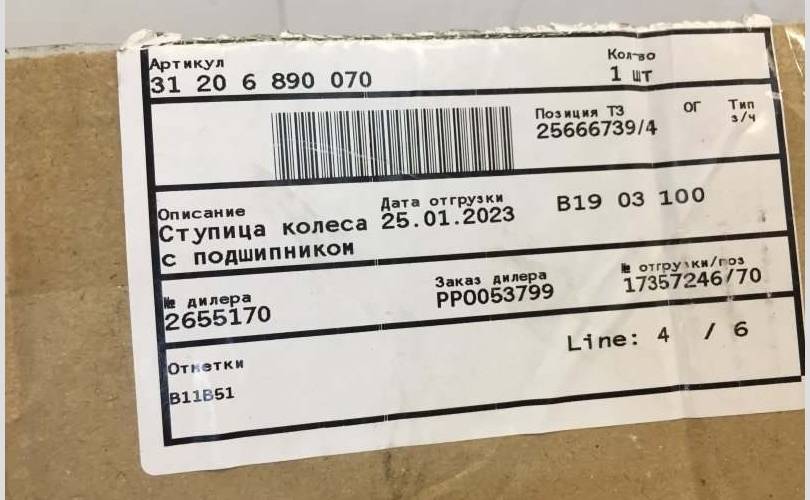 Артикул
31 20 6 890 070
Кол-во
1 шт
Позиция ТЗ
25666739/4
ОГ
Тип
з/ч
Описание
Ступица колеса
с подшипником
Дата отгрузки
25.01.2023
B19 03 100
№ дилера
2655170
Заказ дилера
PP0053799
№ отгрузки/поз
17357246/70
Отметки
B11B51
Line: 4 / 6